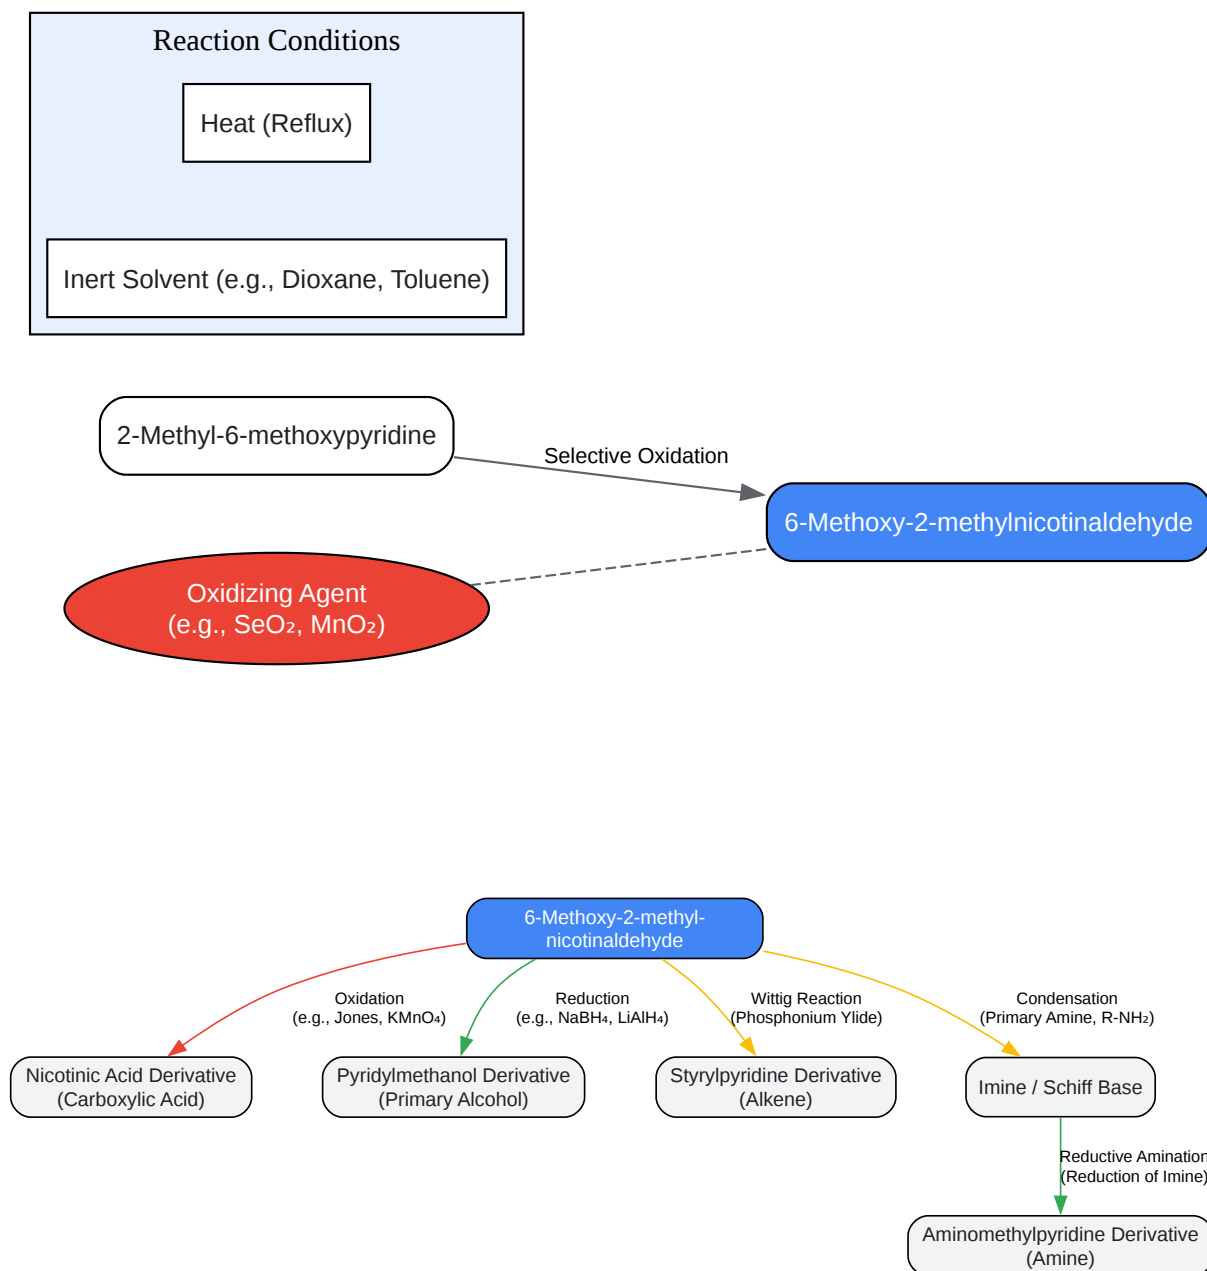 Reaction Conditions
Heat (Reflux)
Inert Solvent (e.g., Dioxane, Toluene)
2-Methyl-6-methoxypyridine
Selective Oxidation
6-Methoxy-2-methylnicotinaldehyde
Oxidizing Agent
(e.g., SeO₂, MnO₂)
6-Methoxy-2-methyl-
nicotinaldehyde
Oxidation
(e.g., Jones, KMnO₄)
Reduction
(e.g., NaBH₄, LiAlH₄)
Wittig Reaction
(Phosphonium Ylide)
Condensation
(Primary Amine, R-NH₂)
Nicotinic Acid Derivative
(Carboxylic Acid)
Pyridylmethanol Derivative
(Primary Alcohol)
Styrylpyridine Derivative
(Alkene)
Imine / Schiff Base
Reductive Amination
(Reduction of Imine)
Aminomethylpyridine Derivative
(Amine)